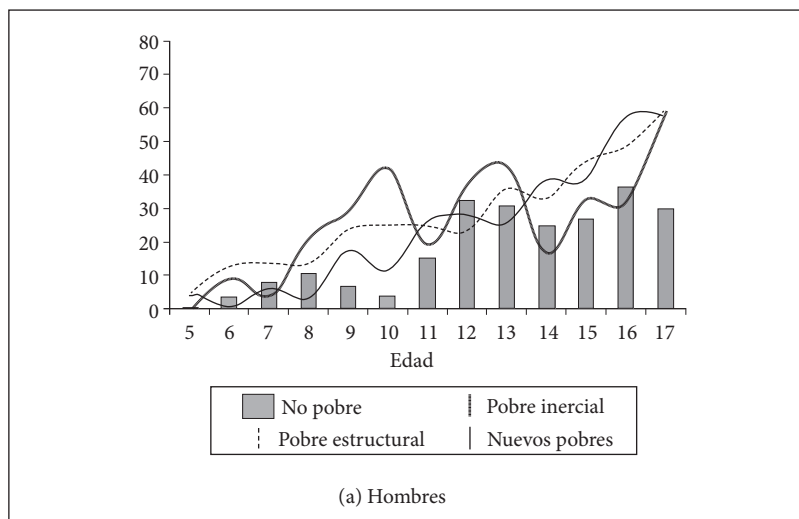 80
70
60
50
40
30
20
10
0
5 6 7 8 9 10 11 12 13 14 15 16 17
Edad
No pobre Pobre inercial
Pobre estructural Nuevos pobres
(a) Hombres